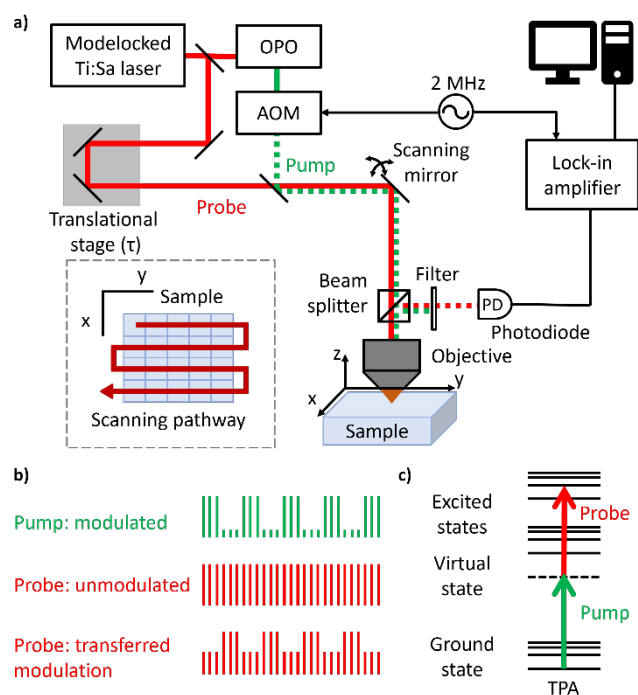 a)
Modelocked
Ti:Sa laser
OPO
AOM
2 MHz
Pump
Scanning
mirror
Lock-in
amplifier
Probe
Translational
stage (τ)
Beam
splitter
Filter
PD
Photodiode
Objective
y
x
Sample
Scanning pathway
z
y
x
Sample
b)
Pump: modulated
Probe: unmodulated
Probe: transferred
modulation
c)
Excited
states
Probe
Virtual
state
Pump
Ground
state
TPA